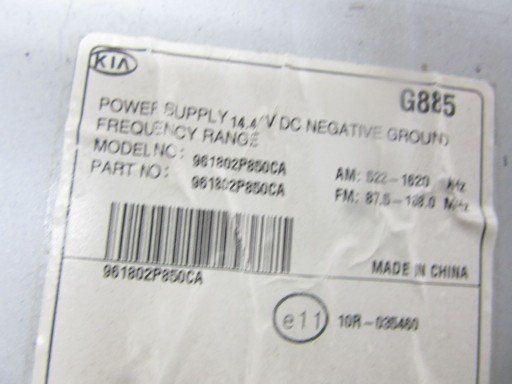 KIA
G885
POWER SUPPLY 14.4V DC NEGATIVE GROUND
FREQUENCY RANGE
MODEL NO : 961802P850CA
PART NO : 961802P850CA
AM: 522-1620 kHz
FM: 87.5-108.0 MHz
961802P850CA
MADE IN CHINA
e11 10R-035460